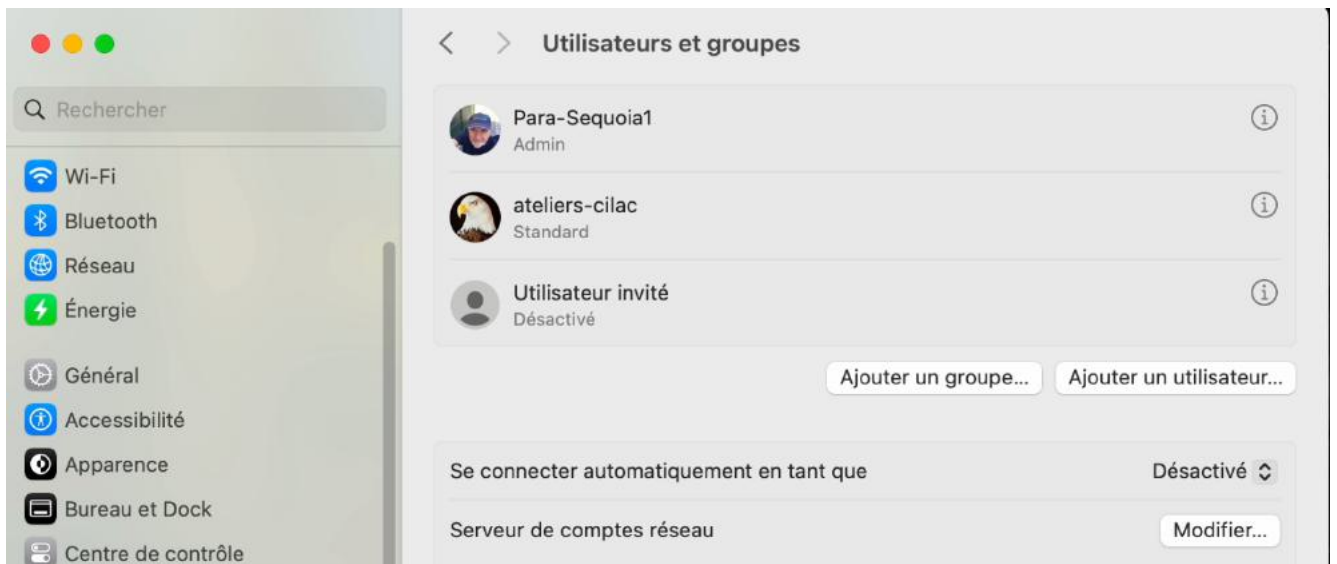 Utilisateurs et groupes
Rechercher
Wi-Fi
Bluetooth
Réseau
Énergie
Général
Accessibilité
Apparence
Bureau et Dock
Centre de contrôle
Para-Sequoia1
Admin
ateliers-cilac
Standard
Utilisateur invité
Désactivé
Ajouter un groupe... Ajouter un utilisateur...
Se connecter automatiquement en tant que Désactivé
Serveur de comptes réseau Modifier...